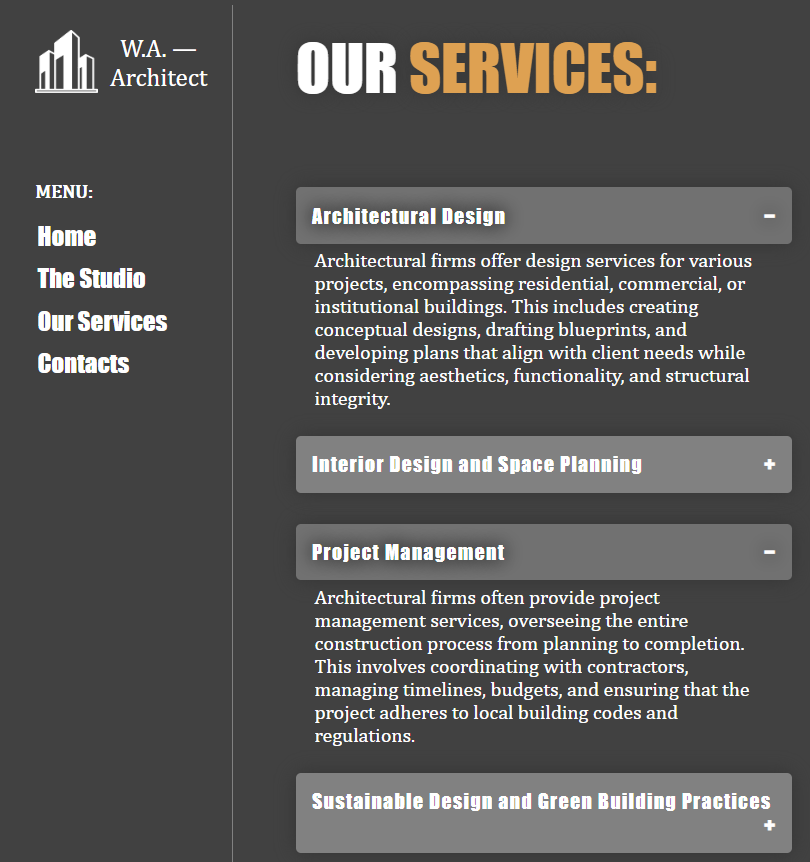 W.A. —
Architect
MENU:
Home
The Studio
Our Services
Contacts
OUR SERVICES:
Architectural Design −
Architectural firms offer design services for various
projects, encompassing residential, commercial, or
institutional buildings. This includes creating
conceptual designs, drafting blueprints, and
developing plans that align with client needs while
considering aesthetics, functionality, and structural
integrity.
Interior Design and Space Planning +
Project Management −
Architectural firms often provide project
management services, overseeing the entire
construction process from planning to completion.
This involves coordinating with contractors,
managing timelines, budgets, and ensuring that the
project adheres to local building codes and
regulations.
Sustainable Design and Green Building Practices
+